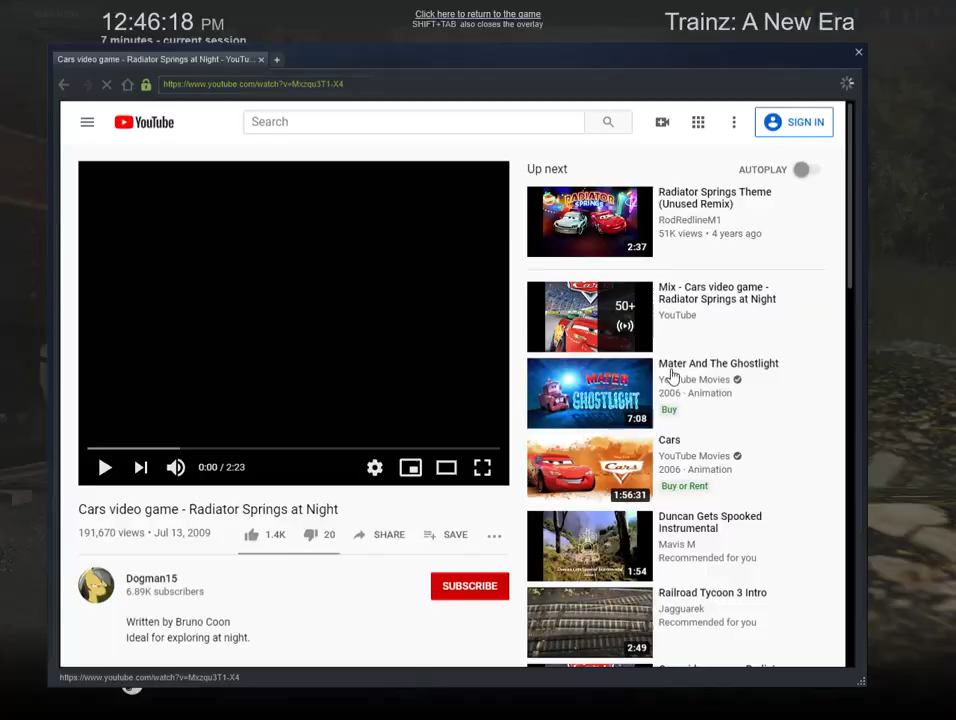 12:46:18 PM
7 minutes - current session
Click here to return to the game
SHIFT+TAB also closes the overlay
Trainz: A New Era
Cars video game - Radiator Springs at Night - YouTu...
https://www.youtube.com/watch?v=Mxzqu3T1-X4
YouTube
Search
SIGN IN
Up next
AUTOPLAY
RADIATOR SPRINGS
2:37
Radiator Springs Theme
(Unused Remix)
RodRedlineM1
51K views • 4 years ago
50+
Mix - Cars video game -
Radiator Springs at Night
YouTube
MATER
GHOSTLIGHT
7:08
Mater And The Ghostlight
YouTube Movies
2006 · Animation
Buy
Cars
1:56:31
Cars
YouTube Movies
2006 · Animation
Buy or Rent
1:54
Duncan Gets Spooked
Instrumental
Mavis M
Recommended for you
2:49
Railroad Tycoon 3 Intro
Jagguarek
Recommended for you
0:00 / 2:23
Cars video game - Radiator Springs at Night
191,670 views • Jul 13, 2009
1.4K
20
SHARE
SAVE
Dogman15
6.89K subscribers
SUBSCRIBE
Written by Bruno Coon
Ideal for exploring at night.
https://www.youtube.com/watch?v=Mxzqu3T1-X4